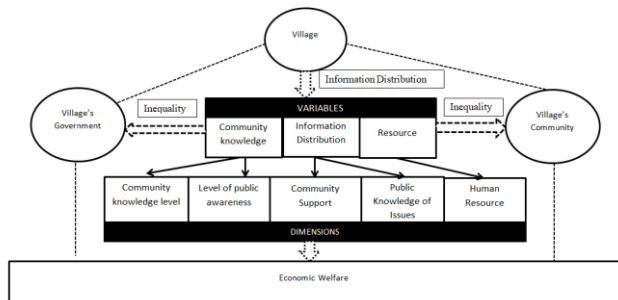 Village
Information Distribution
Village's
Government
Inequality
VARIABLES
Inequality
Village's
Community
Community
knowledge
Information
Distribution
Resource
Community
knowledge level
Level of public
awareness
Community
Support
Public
Knowledge of
Issues
Human
Resource
DIMENSIONS
Economic Welfare